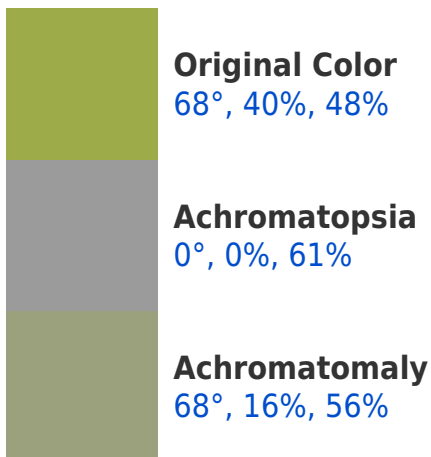 Original Color
68°, 40%, 48%
Achromatopsia
0°, 0%, 61%
Achromatomaly
68°, 16%, 56%